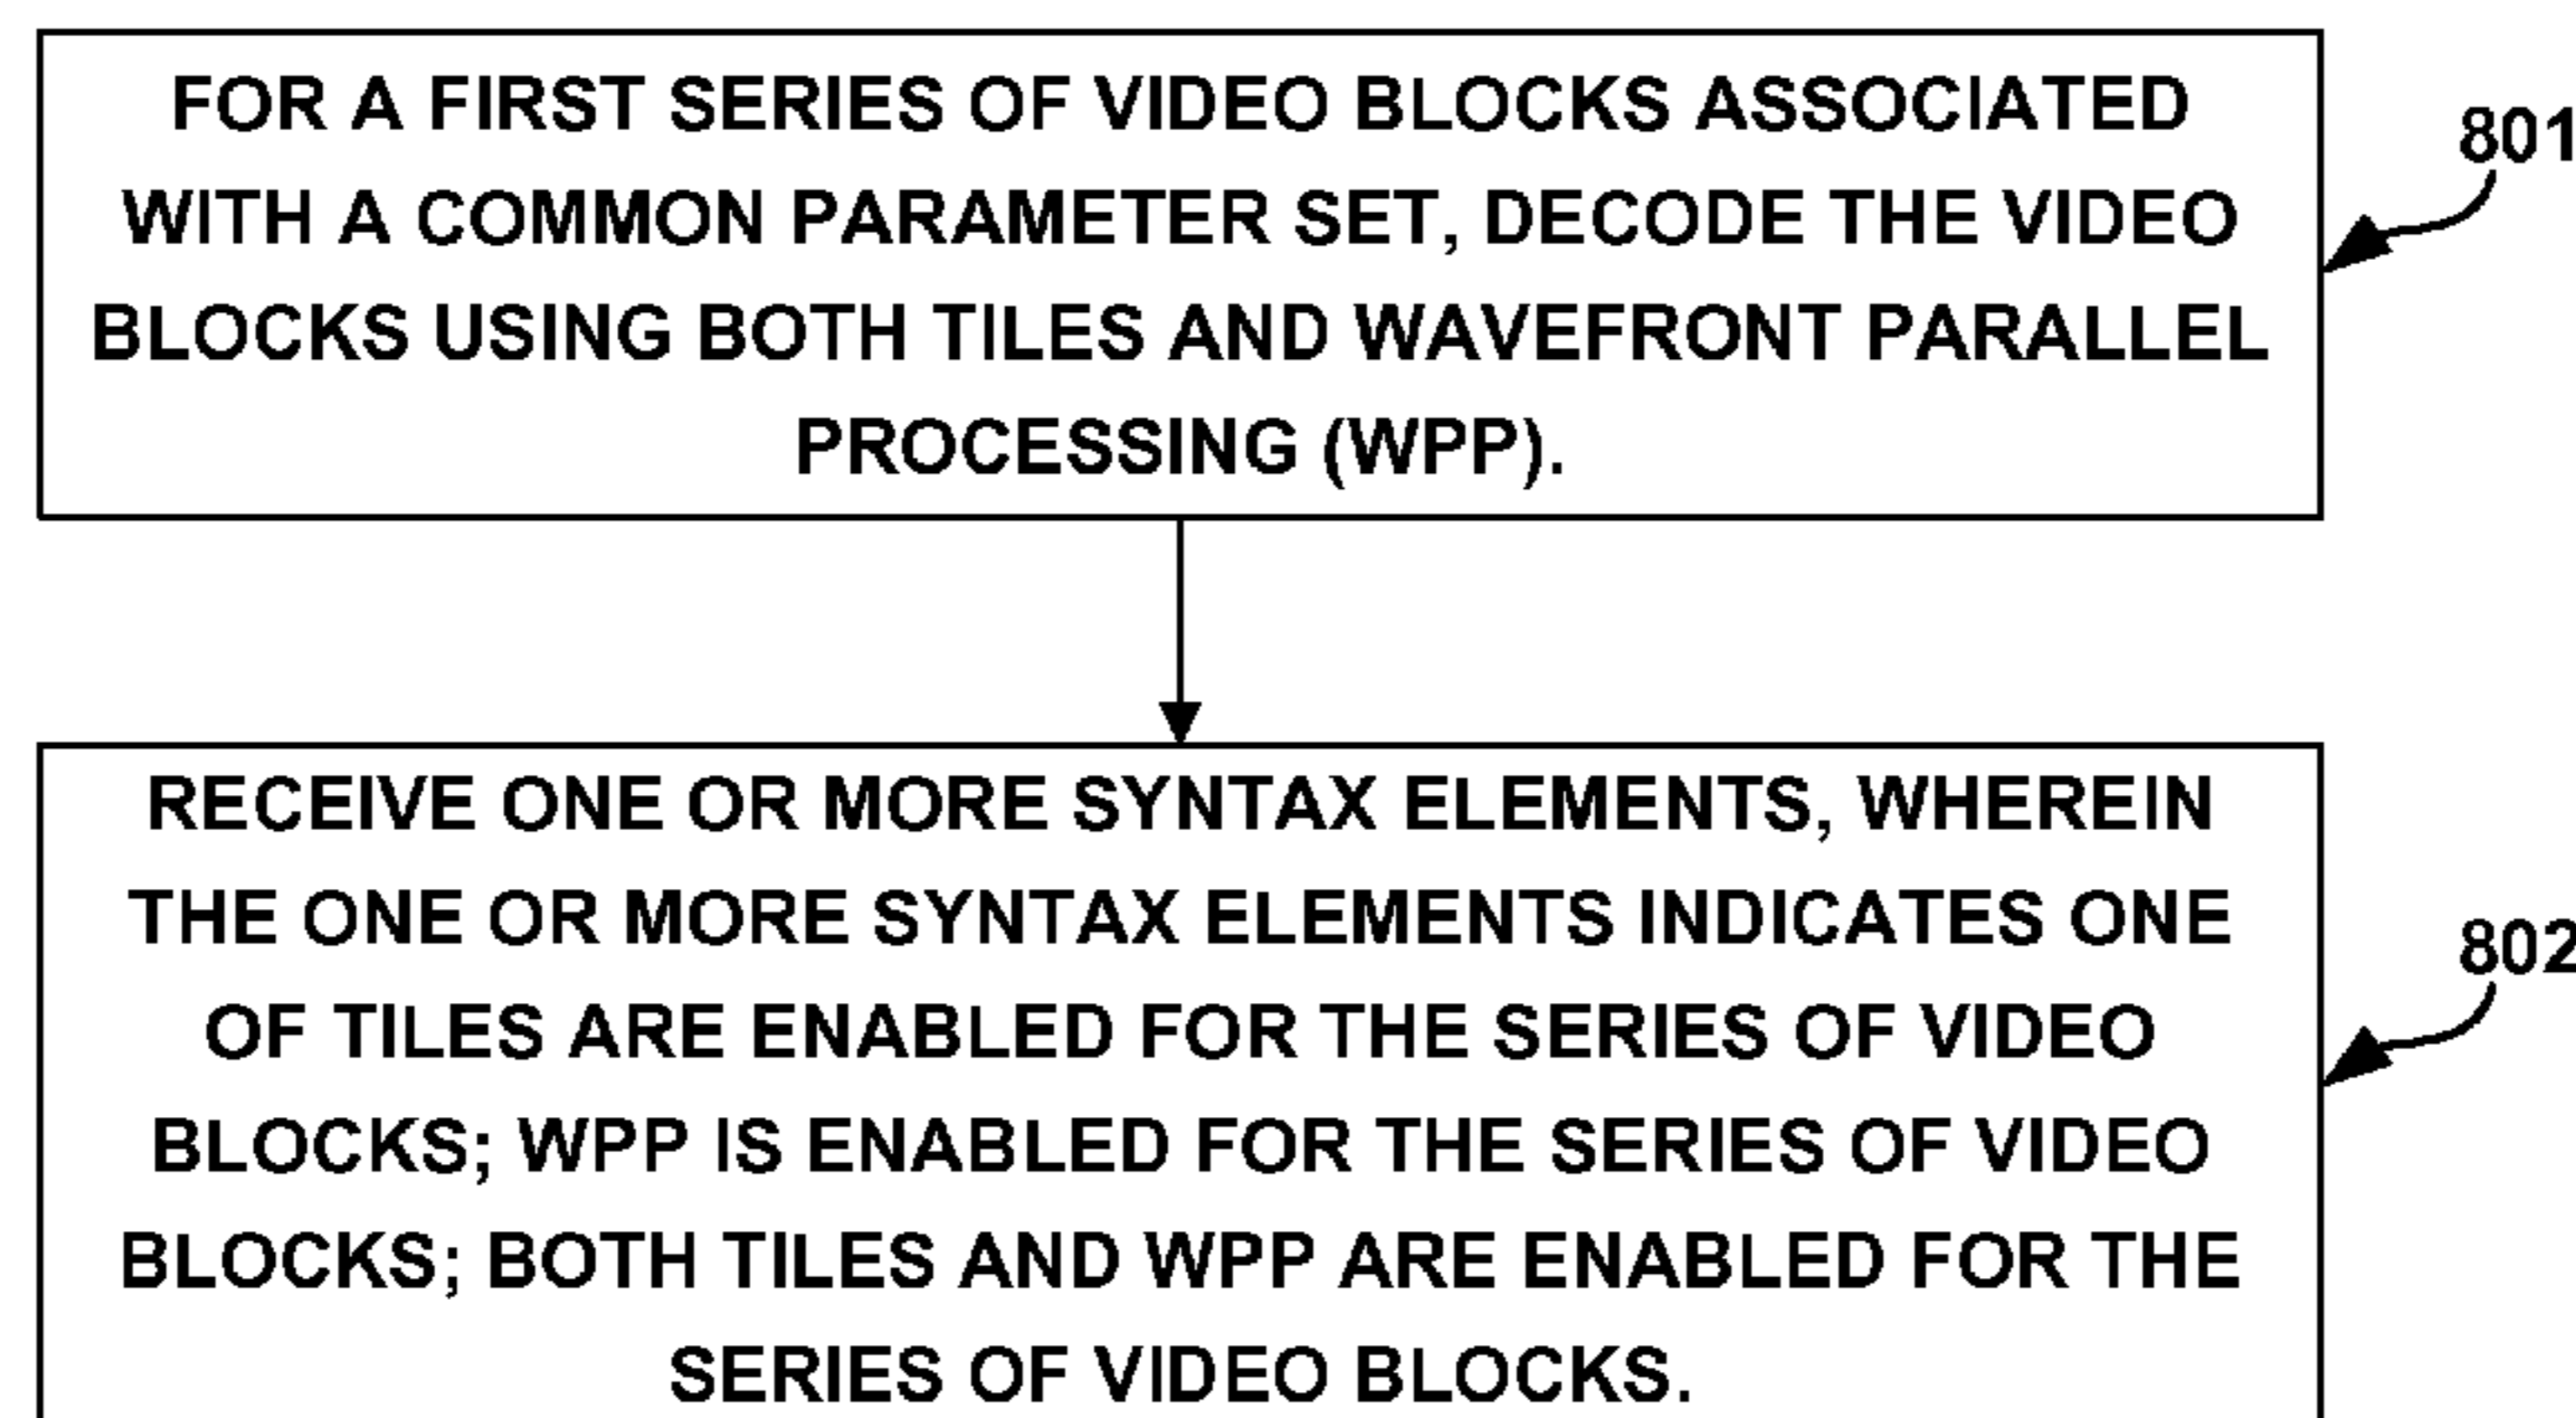 FOR A FIRST SERIES OF VIDEO BLOCKS ASSOCIATED
WITH A COMMON PARAMETER SET, DECODE THE VIDEO
BLOCKS USING BOTH TILES AND WAVEFRONT PARALLEL
PROCESSING (WPP).
801
RECEIVE ONE OR MORE SYNTAX ELEMENTS, WHEREIN
THE ONE OR MORE SYNTAX ELEMENTS INDICATES ONE
OF TILES ARE ENABLED FOR THE SERIES OF VIDEO
BLOCKS; WPP IS ENABLED FOR THE SERIES OF VIDEO
BLOCKS; BOTH TILES AND WPP ARE ENABLED FOR THE
SERIES OF VIDEO BLOCKS.
802